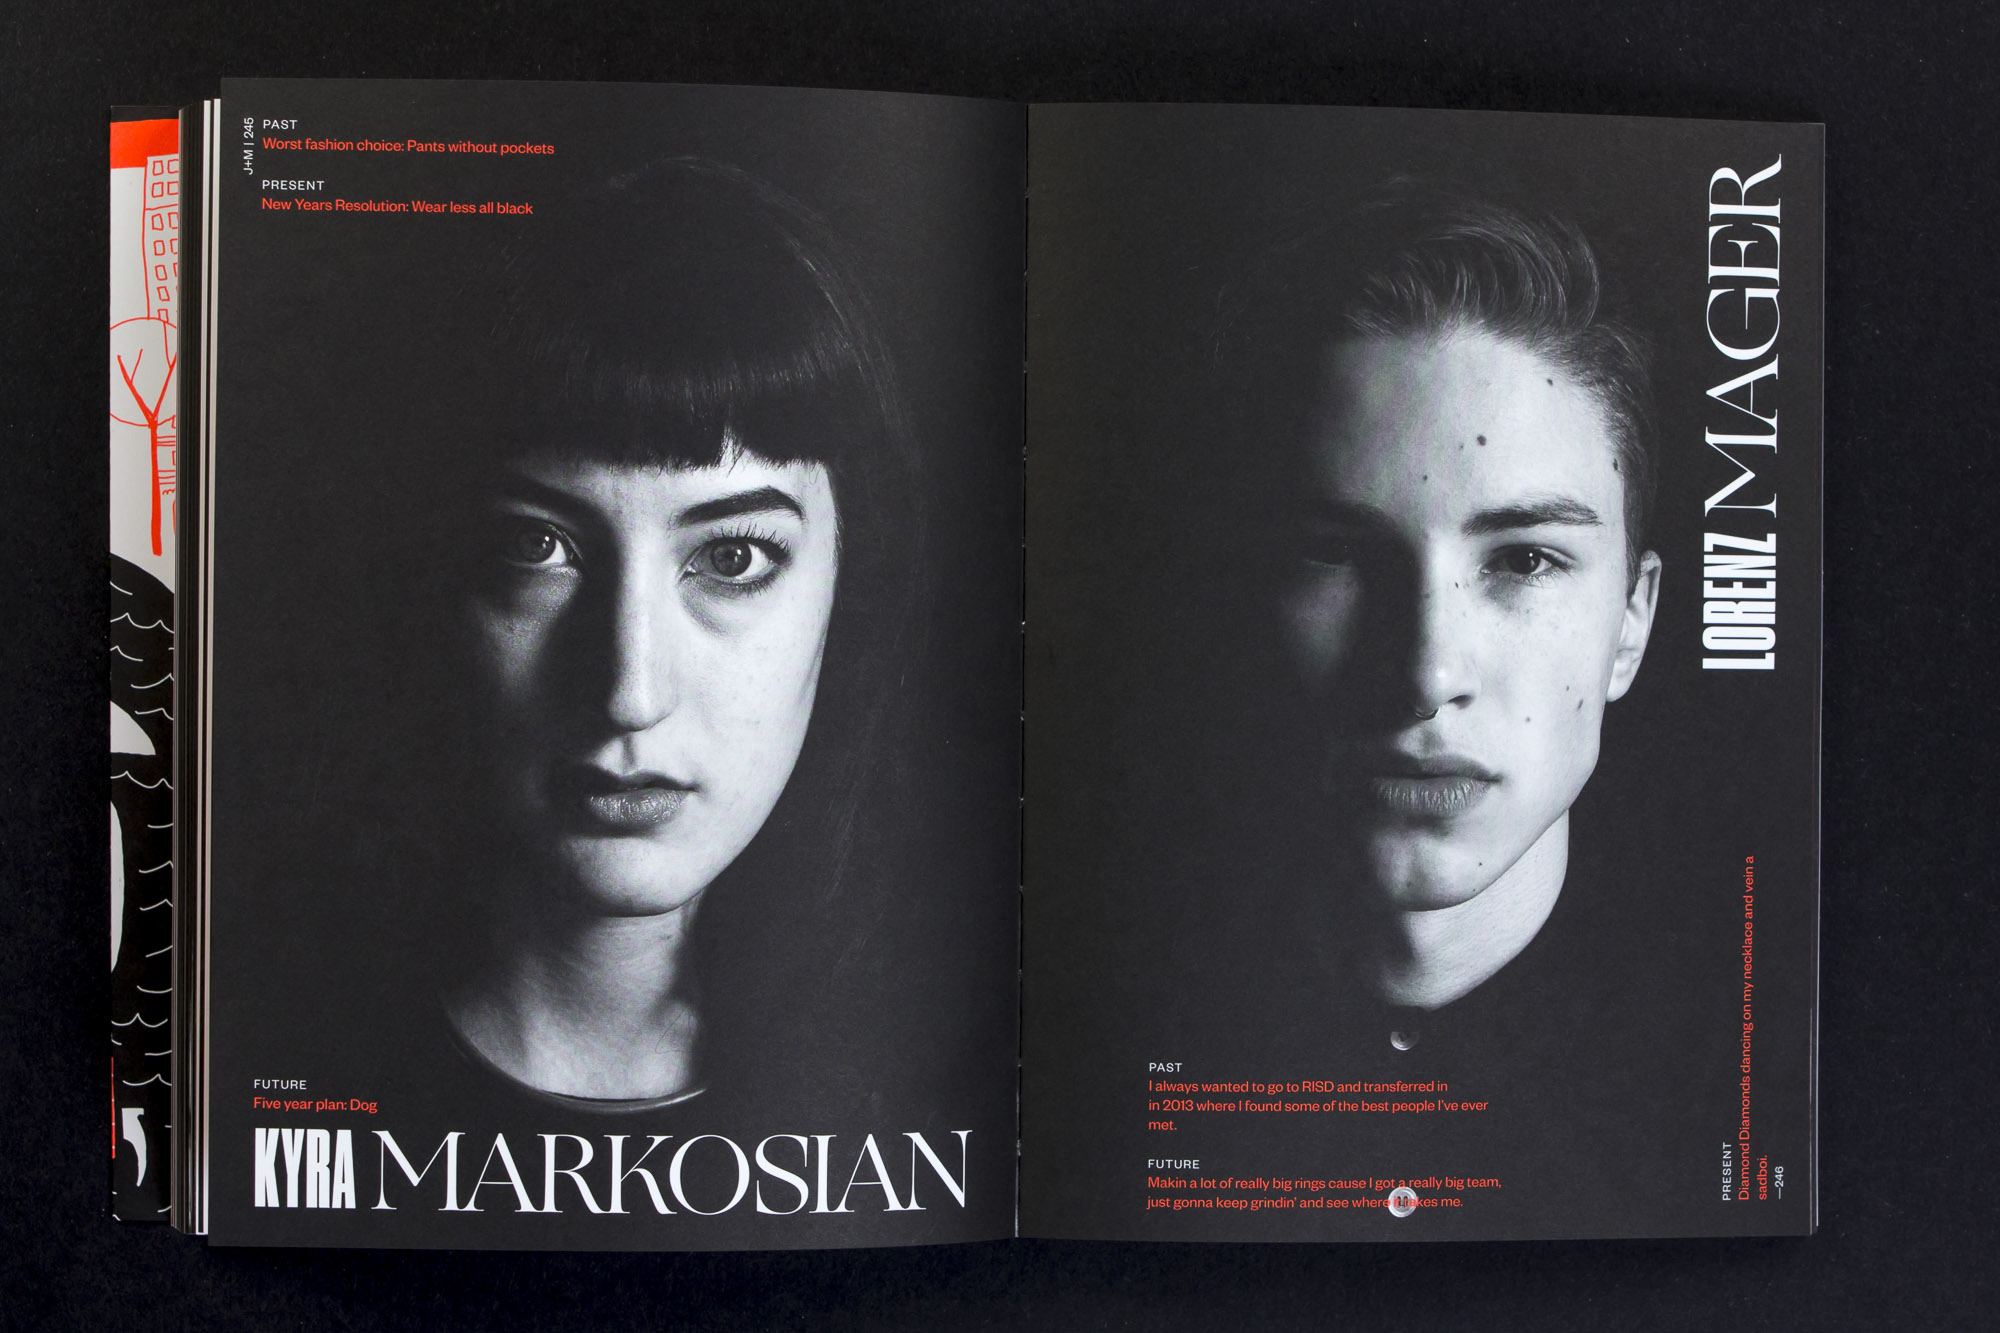 J+M | 245
PAST
Worst fashion choice: Pants without pockets
PRESENT
New Years Resolution: Wear less all black
FUTURE
Five year plan: Dog
KYRA MARKOSIAN
LORENZ MAGER
PAST
I always wanted to go to RISD and transferred in
in 2013 where I found some of the best people I've ever
met.
FUTURE
Makin a lot of really big rings cause I got a really big team,
just gonna keep grindin' and see where it takes me.
PRESENT
Diamond Diamonds dancing on my necklace and vein a
sadboi.
—246